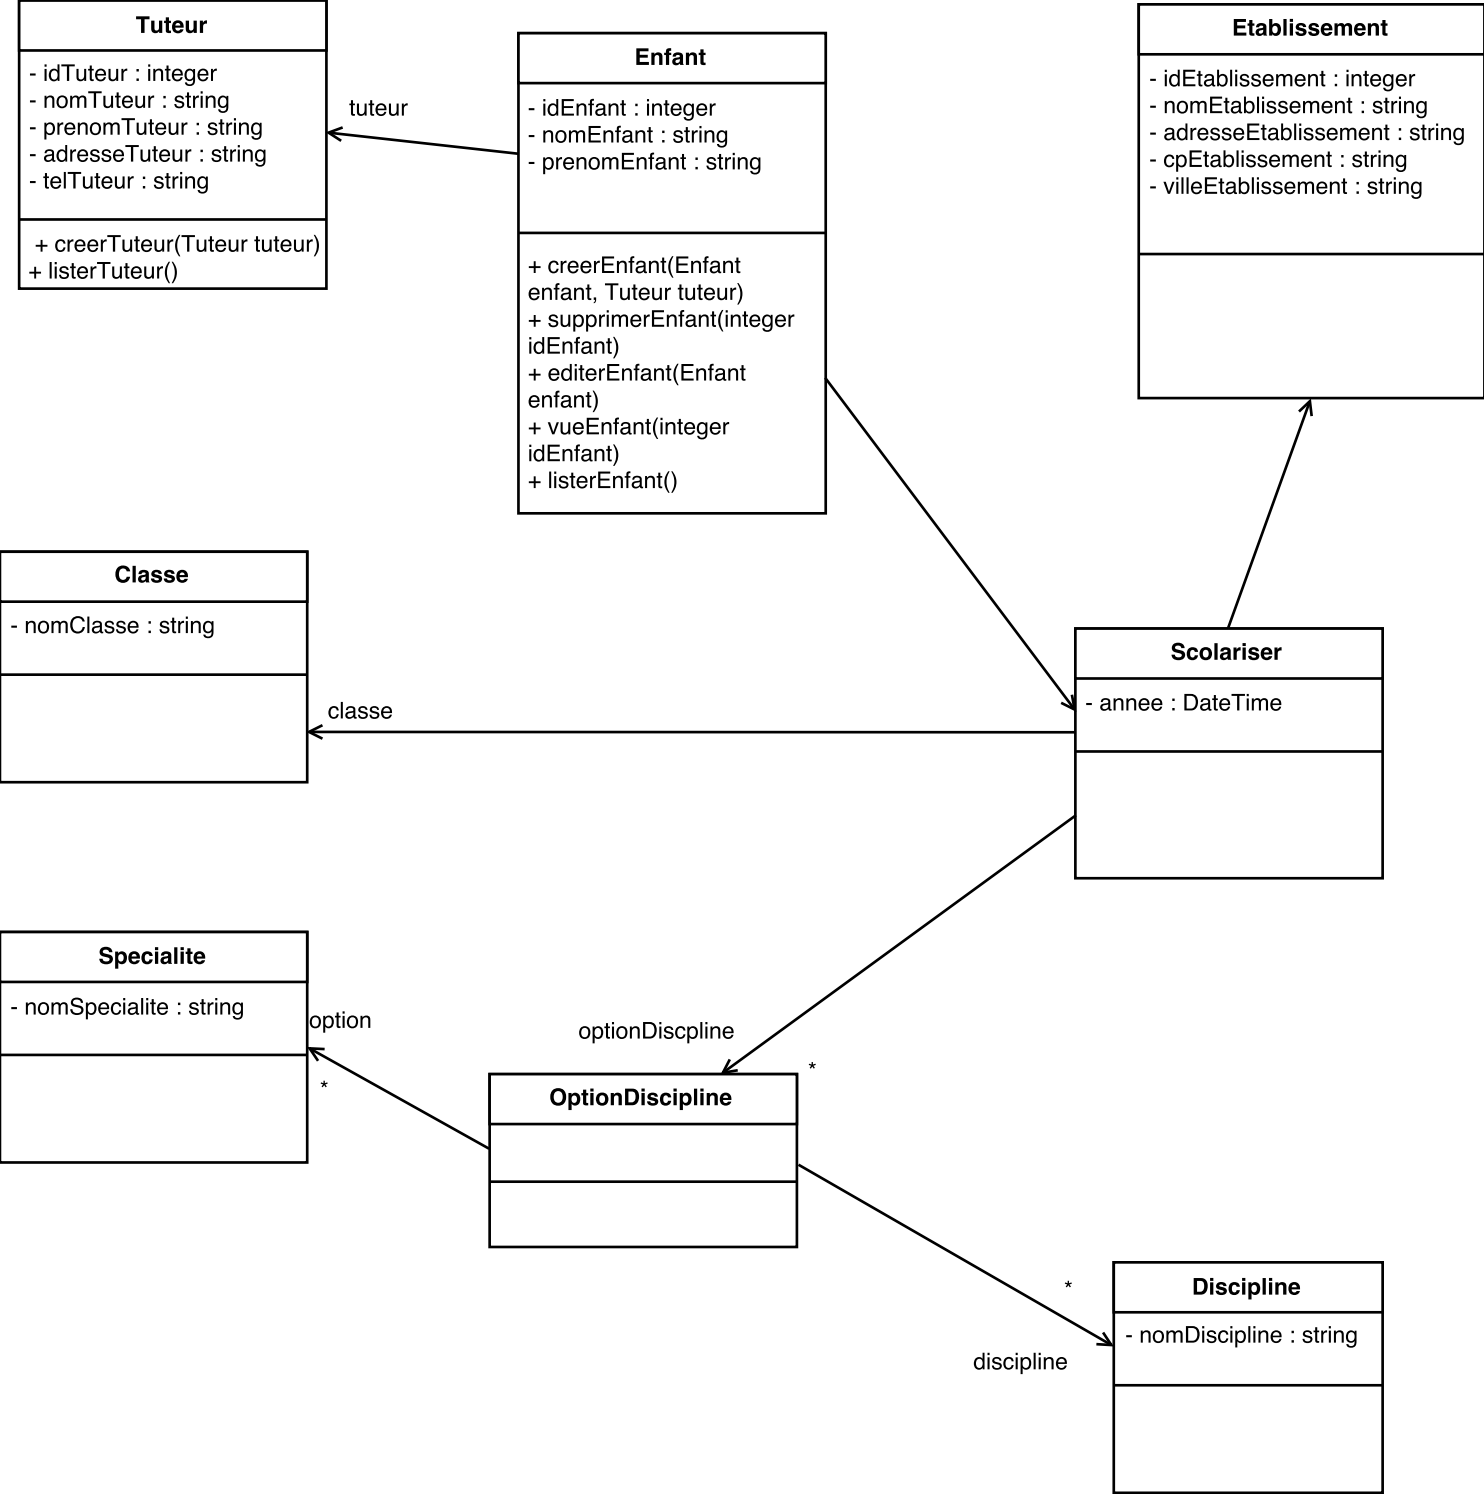 Tuteur
- idTuteur : integer
- nomTuteur : string
- prenomTuteur : string
- adresseTuteur : string
- telTuteur : string
+ creerTuteur(Tuteur tuteur)
+ listerTuteur()
tuteur
Enfant
- idEnfant : integer
- nomEnfant : string
- prenomEnfant : string
+ creerEnfant(Enfant
enfant, Tuteur tuteur)
+ supprimerEnfant(integer
idEnfant)
+ editerEnfant(Enfant
enfant)
+ vueEnfant(integer
idEnfant)
+ listerEnfant()
Etablissement
- idEtablissement : integer
- nomEtablissement : string
- adresseEtablissement : string
- cpEtablissement : string
- villeEtablissement : string
Classe
- nomClasse : string
classe
Scolariser
- annee : DateTime
Specialite
- nomSpecialite : string
option
*
optionDiscpline
*
OptionDiscipline
*
discipline
Discipline
- nomDiscipline : string